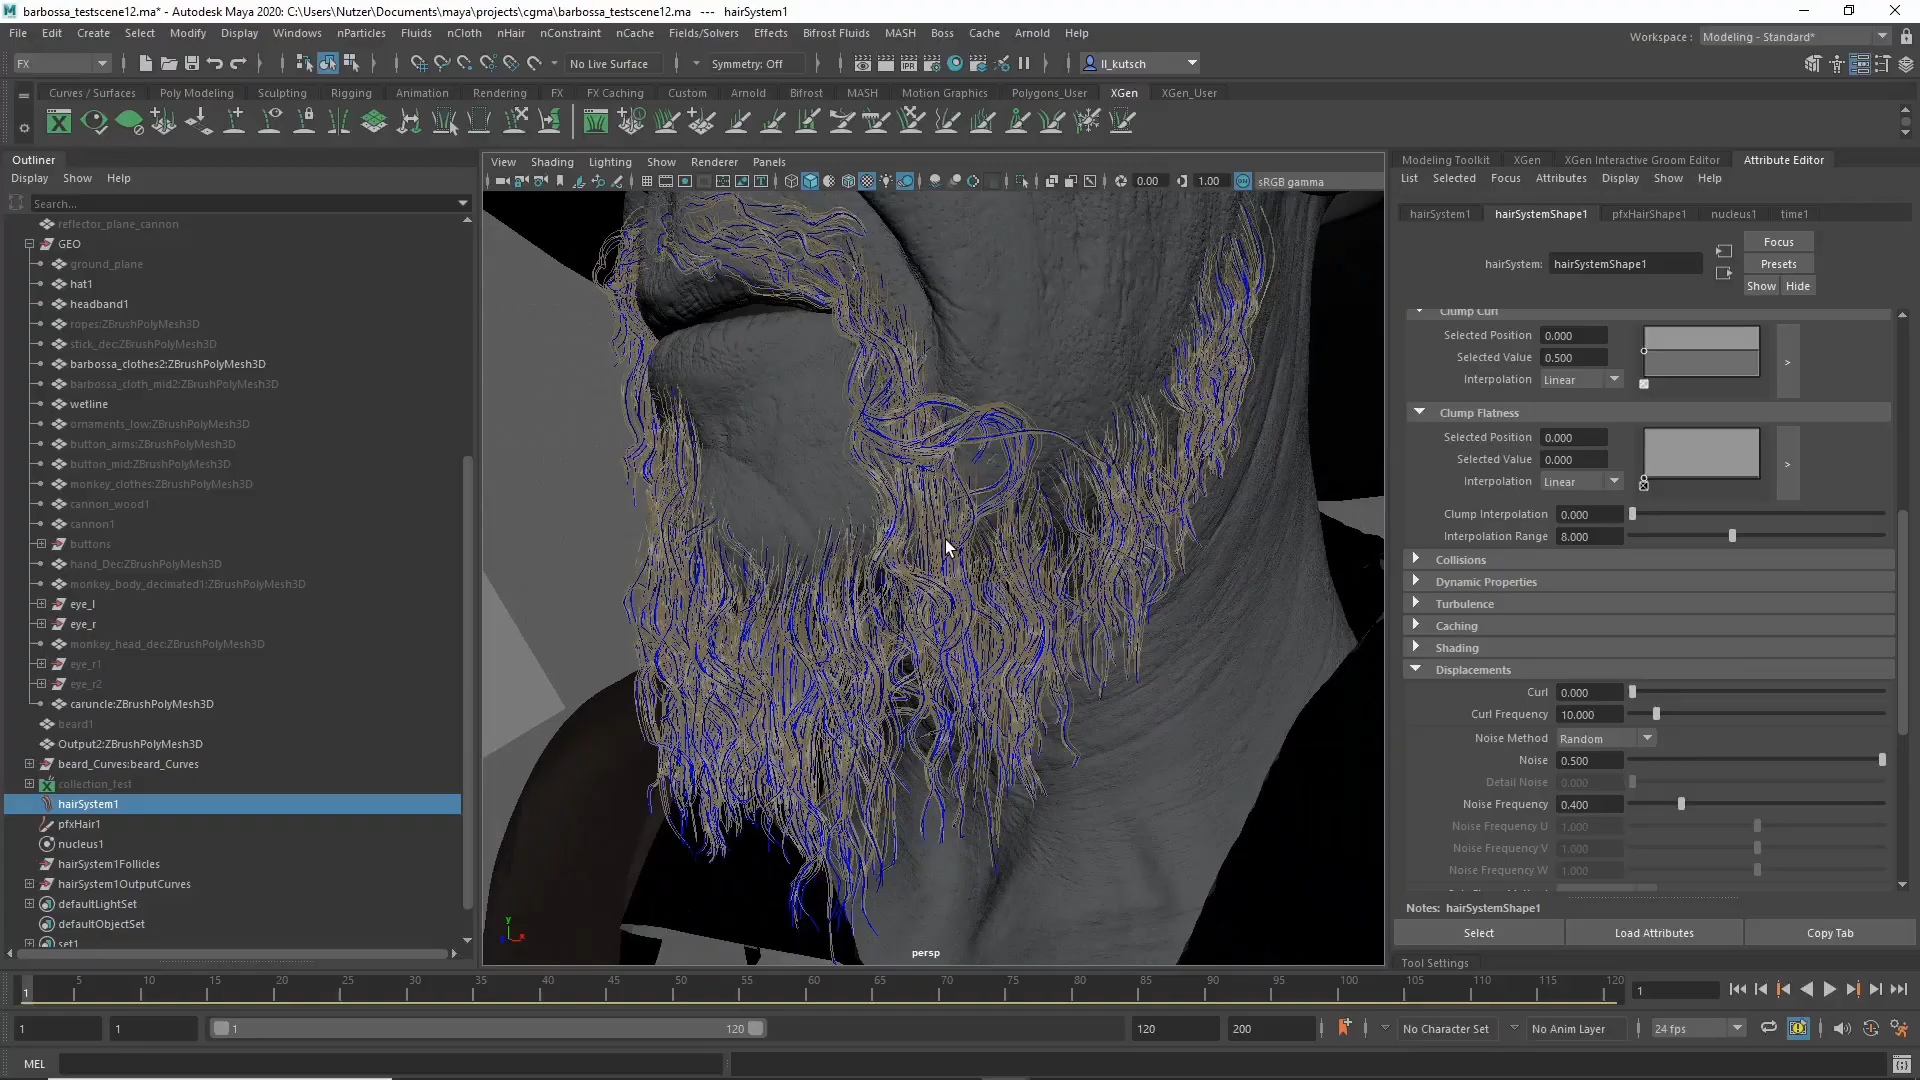 barbossa_testscene12.ma* - Autodesk Maya 2020: C:\Users\Nutzer\Documents\maya\projects\cgma\barbossa_testscene12.ma --- hairSystem1
File Edit Create Select Modify Display Windows nParticles Fluids nCloth nHair nConstraint nCache Fields/Solvers Effects Bifrost Fluids MASH Boss Cache Arnold Help
Workspace : Modeling - Standard*
FX No Live Surface Symmetry: Off ll_kutsch
Curves / Surfaces Poly Modeling Sculpting Rigging Animation Rendering FX FX Caching Custom Arnold Bifrost MASH Motion Graphics Polygons_User XGen XGen_User
IPR
Outliner
Display Show Help
Search...
reflector_plane_cannon
GEO
ground_plane
hat1
headband1
ropes:ZBrushPolyMesh3D
stick_dec:ZBrushPolyMesh3D
barbossa_clothes2:ZBrushPolyMesh3D
barbossa_cloth_mid2:ZBrushPolyMesh3D
wetline
ornaments_low:ZBrushPolyMesh3D
button_arms:ZBrushPolyMesh3D
button_mid:ZBrushPolyMesh3D
monkey_clothes:ZBrushPolyMesh3D
cannon_wood1
cannon1
buttons
hand_Dec:ZBrushPolyMesh3D
monkey_body_decimated1:ZBrushPolyMesh3D
eye_l
eye_r
monkey_head_dec:ZBrushPolyMesh3D
eye_r1
eye_r2
caruncle:ZBrushPolyMesh3D
beard1
Output2:ZBrushPolyMesh3D
beard_Curves:beard_Curves
collection_test
hairSystem1
pfxHair1
nucleus1
hairSystem1Follicles
hairSystem1OutputCurves
defaultLightSet
defaultObjectSet
set1
View Shading Lighting Show Renderer Panels
0.00 1.00 sRGB gamma
y
x
persp
Modeling Toolkit XGen XGen Interactive Groom Editor Attribute Editor
List Selected Focus Attributes Display Show Help
hairSystem1 hairSystemShape1 pfxHairShape1 nucleus1 time1
hairSystem: hairSystemShape1
Focus
Presets
Show Hide
Clump Curl
Selected Position 0.000
Selected Value 0.500
Interpolation Linear
>
Clump Flatness
Selected Position 0.000
Selected Value 0.000
Interpolation Linear
>
Clump Interpolation 0.000
Interpolation Range 8.000
Collisions
Dynamic Properties
Turbulence
Caching
Shading
Displacements
Curl 0.000
Curl Frequency 10.000
Noise Method Random
Noise 0.500
Detail Noise 0.000
Noise Frequency 0.400
Noise Frequency U 1.000
Noise Frequency V 1.000
Noise Frequency W 1.000
Notes: hairSystemShape1
Select Load Attributes Copy Tab
Tool Settings
1 5 10 15 20 25 30 35 40 45 50 55 60 65 70 75 80 85 90 95 100 105 110 115 120 1
1 1 1 120 120 200 No Character Set No Anim Layer 24 fps
MEL